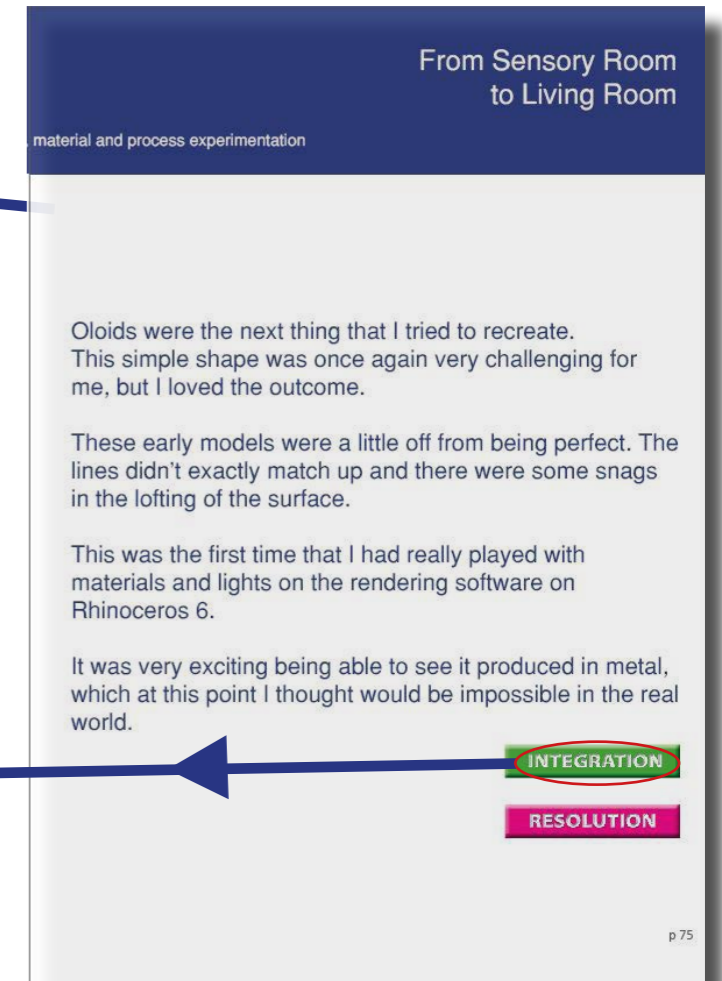 From Sensory Room
to Living Room
material and process experimentation
Oloids were the next thing that I tried to recreate.
This simple shape was once again very challenging for
me, but I loved the outcome.
These early models were a little off from being perfect. The
lines didn't exactly match up and there were some snags
in the lofting of the surface.
This was the first time that I had really played with
materials and lights on the rendering software on
Rhinoceros 6.
It was very exciting being able to see it produced in metal,
which at this point I thought would be impossible in the real
world.
INTEGRATION
RESOLUTION
p 75